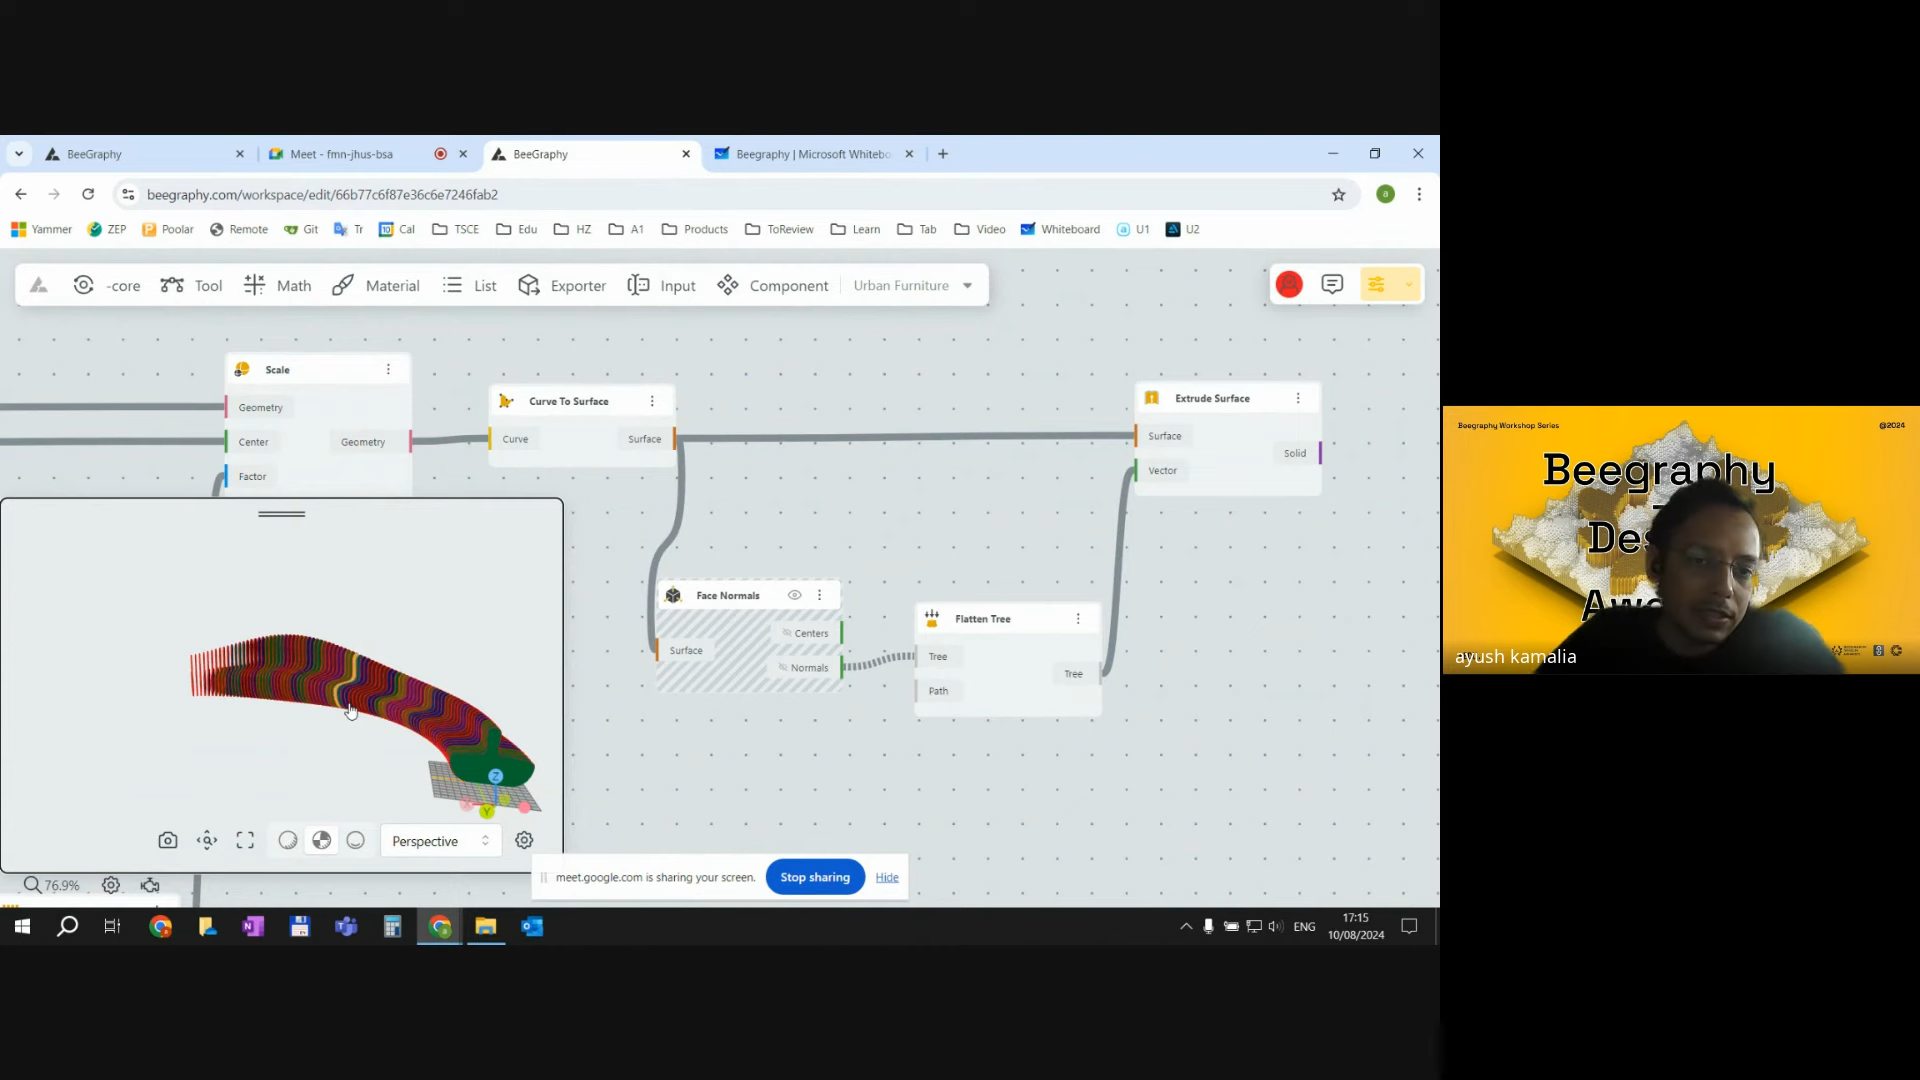 BeeGraphy
Meet - fmn-jhus-bsa
BeeGraphy
Beegraphy | Microsoft Whitebo
beegraphy.com/workspace/edit/66b77c6f87e36c6e7246fab2
Yammer
ZEP
Poolar
Remote
Git
Tr
Cal
TSCE
Edu
HZ
A1
Products
ToReview
Learn
Tab
Video
Whiteboard
U1
U2
-core
Tool
Math
Material
List
Exporter
Input
Component
Urban Furniture
Scale
Geometry
Center
Geometry
Factor
Curve To Surface
Curve
Surface
Extrude Surface
Surface
Solid
Vector
Face Normals
Centers
Surface
Normals
Flatten Tree
Tree
Tree
Path
Z
Y
Perspective
76.9%
meet.google.com is sharing your screen.
Stop sharing
Hide
ENG
17:15
10/08/2024
Beegraphy Workshop Series
@2024
Beegraphy
Des
Aw
ayush kamalia